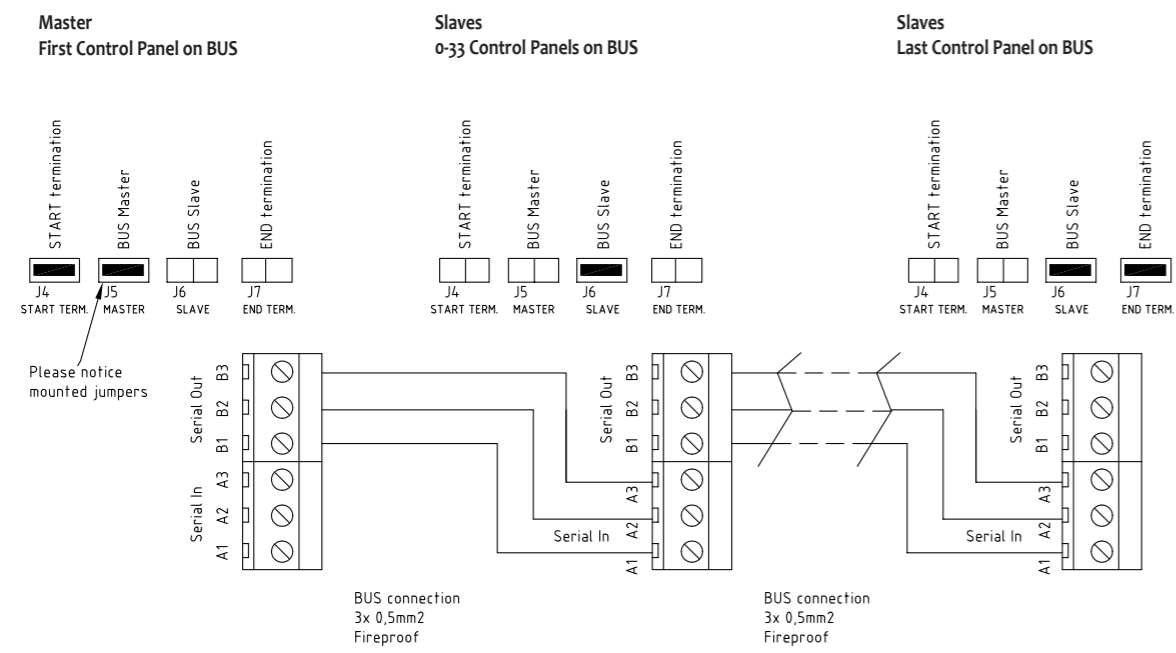 Master
First Control Panel on BUS
Slaves
0-33 Control Panels on BUS
Slaves
Last Control Panel on BUS
START termination
BUS Master
BUS Slave
END termination
START termination
BUS Master
BUS Slave
END termination
START termination
BUS Master
BUS Slave
END termination
J4
J5
J6
J7
START TERM.
MASTER
SLAVE
END TERM.
J4
J5
J6
J7
START TERM.
MASTER
SLAVE
END TERM.
J4
J5
J6
J7
START TERM.
MASTER
SLAVE
END TERM.
Please notice
mounted jumpers
Serial Out
B3
B2
B1
Serial In
A3
A2
A1
Serial Out
B3
B2
B1
Serial In
A3
A2
A1
Serial Out
B3
B2
B1
Serial In
A3
A2
A1
BUS connection
3x 0,5mm2
Fireproof
BUS connection
3x 0,5mm2
Fireproof